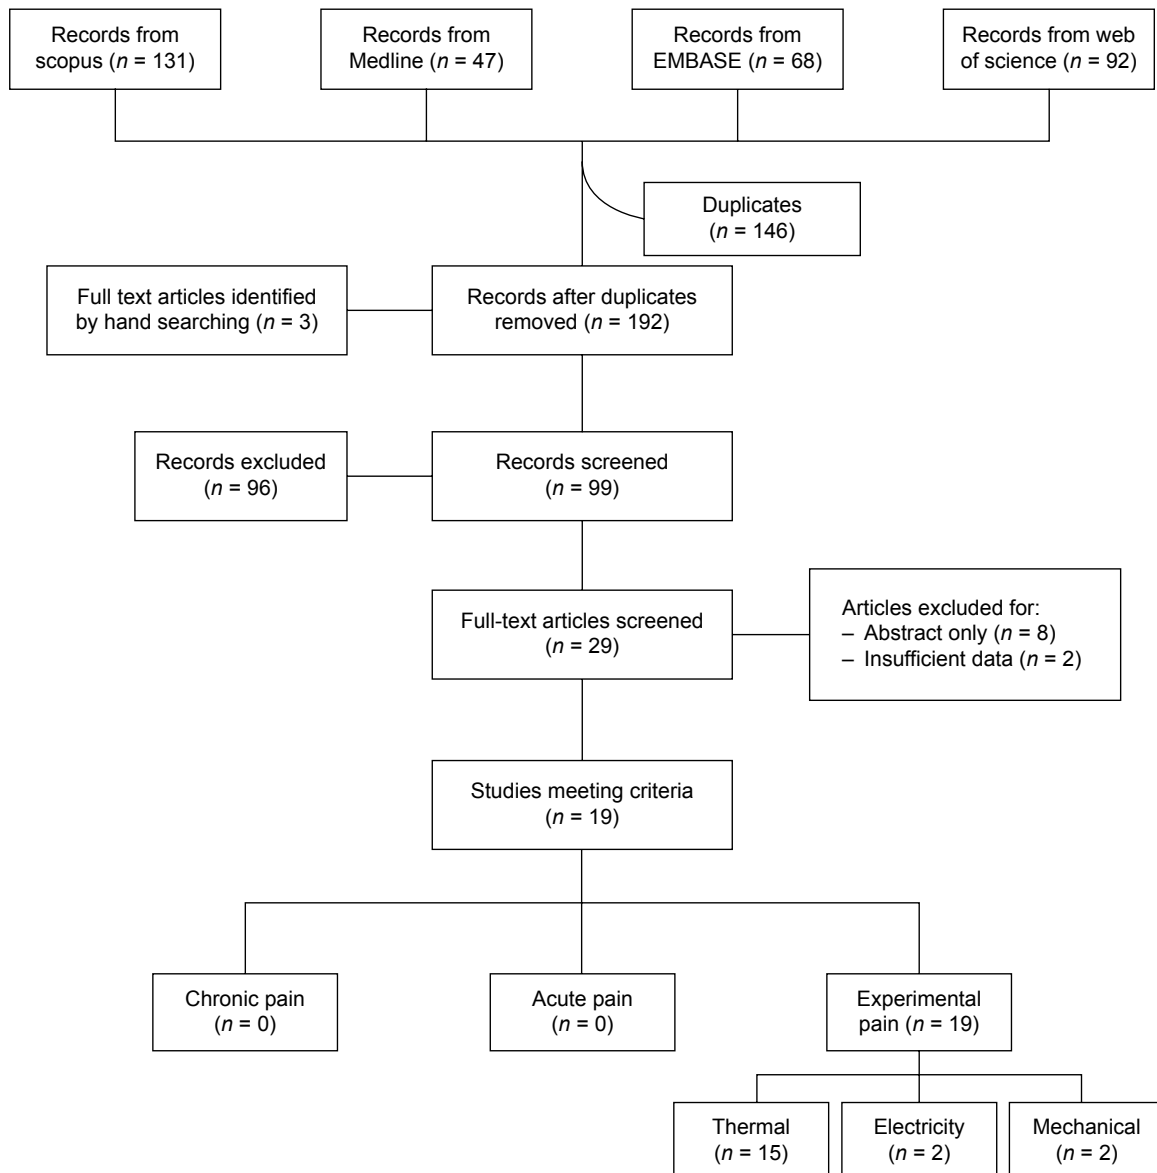 Records from
scopus (n = 131)
Records from
Medline (n = 47)
Records from
EMBASE (n = 68)
Records from web
of science (n = 92)
Duplicates
(n = 146)
Full text articles identified
by hand searching (n = 3)
Records after duplicates
removed (n = 192)
Records excluded
(n = 96)
Records screened
(n = 99)
Full-text articles screened
(n = 29)
Articles excluded for:
– Abstract only (n = 8)
– Insufficient data (n = 2)
Studies meeting criteria
(n = 19)
Chronic pain
(n = 0)
Acute pain
(n = 0)
Experimental
pain (n = 19)
Thermal
(n = 15)
Electricity
(n = 2)
Mechanical
(n = 2)